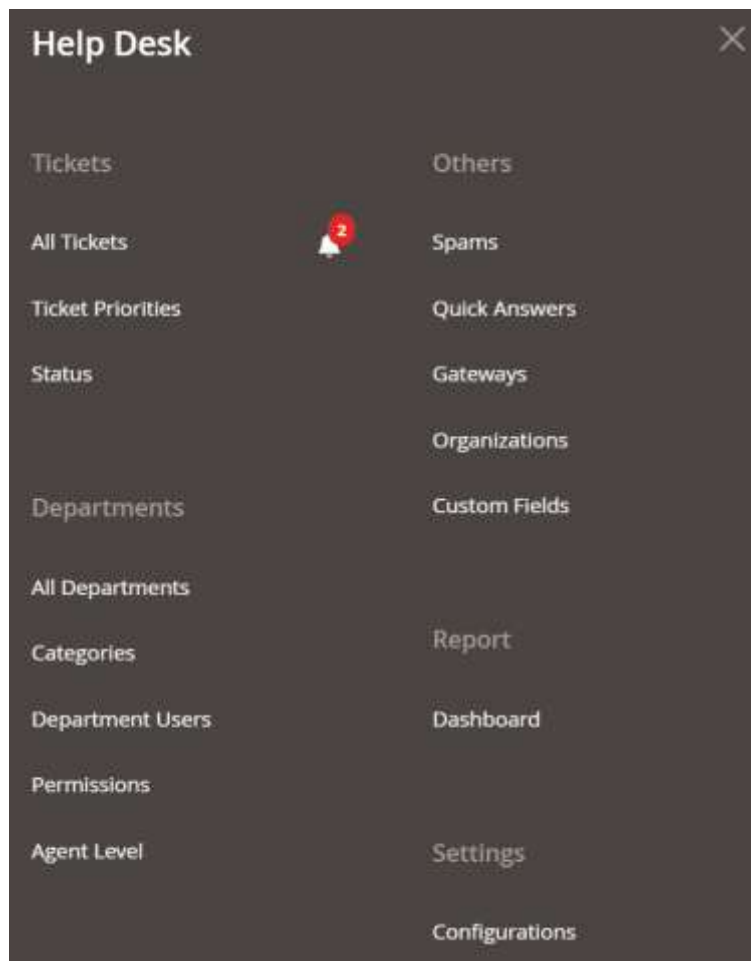 Help Desk
Tickets
All Tickets
2
Ticket Priorities
Status
Departments
All Departments
Categories
Department Users
Permissions
Agent Level
Others
Spams
Quick Answers
Gateways
Organizations
Custom Fields
Report
Dashboard
Settings
Configurations